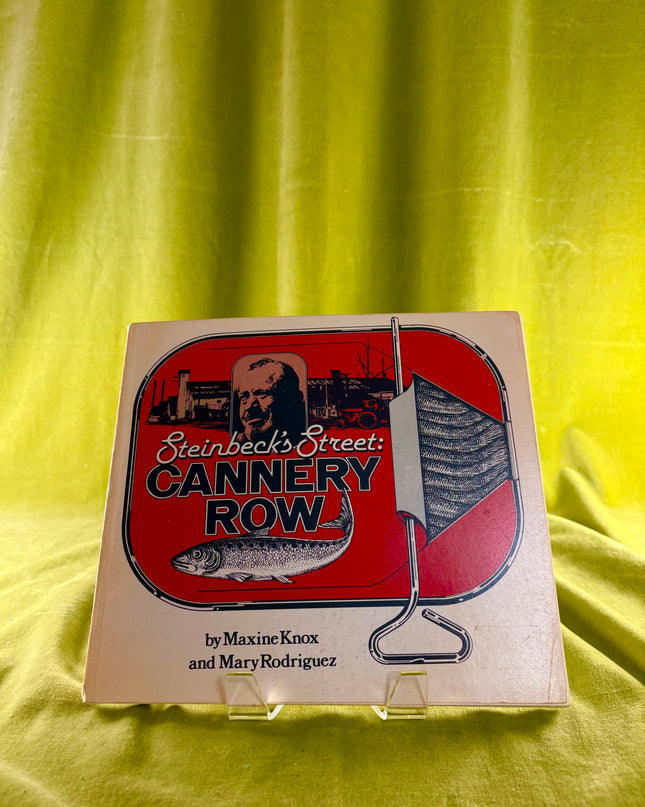 Steinbeck's Street:
CANNERY
ROW
by Maxine Knox
and Mary Rodriguez